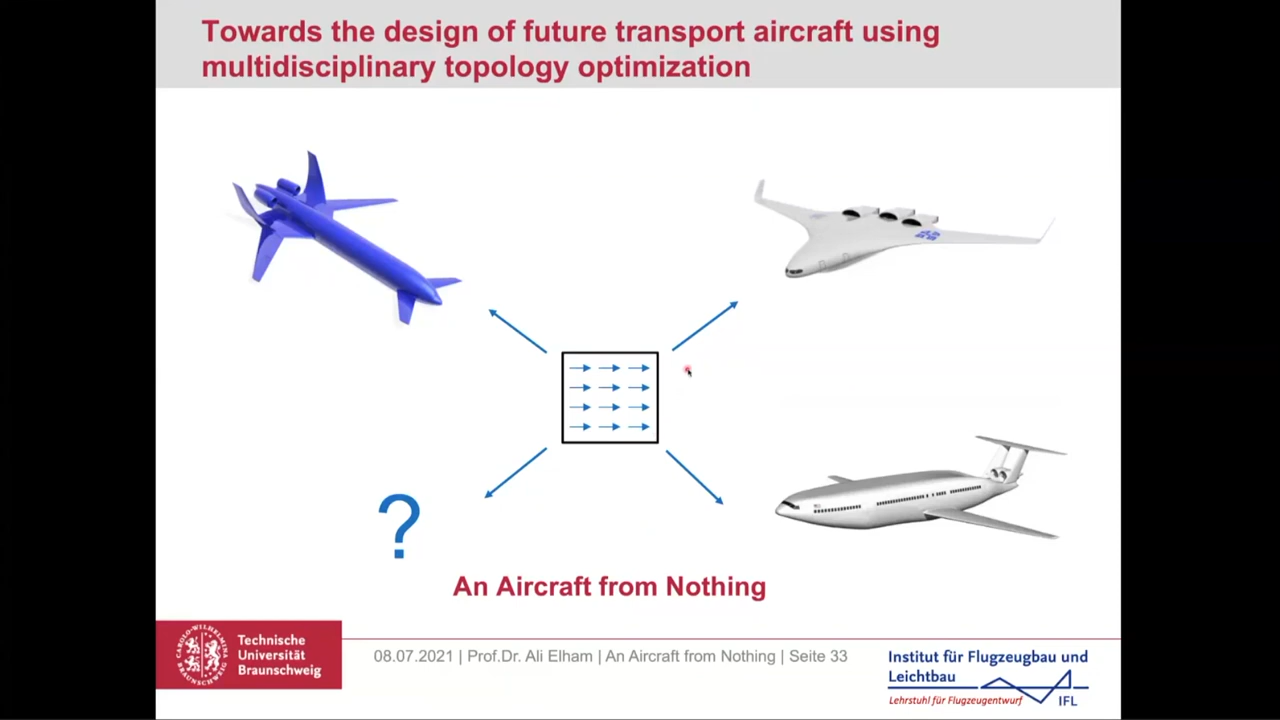 Towards the design of future transport aircraft using
multidisciplinary topology optimization
?
An Aircraft from Nothing
Technische
Universität
Braunschweig
08.07.2021 | Prof.Dr. Ali Elham | An Aircraft from Nothing | Seite 33
Institut für Flugzeugbau und
Leichtbau
Lehrstuhl für Flugzeugentwurf
IFL